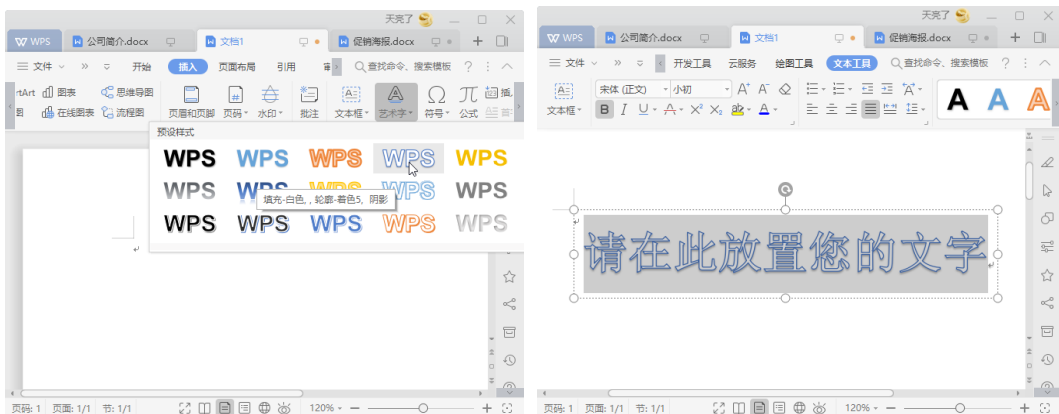 天亮了
WPS 公司简介.docx 文档1 促销海报.docx
文件 开始 插入 页面布局 引用 审 查找命令、搜索模板
rtArt 图表 思维导图
在线图表 流程图 页眉和页脚 页码 水印 批注 文本框 艺术字 符号 公式
预设样式
WPS WPS WPS WPS WPS
WPS WPS WPS WPS WPS
填充-白色, , 轮廓-着色5, 阴影
WPS WPS WPS WPS WPS
页码: 1 页面: 1/1 节: 1/1 120%
天亮了
WPS 公司简介.docx 文档1 促销海报.docx
文件 开发工具 云服务 绘图工具 文本工具 查找命令、搜索模板
宋体 (正文) 小初 A⁺ A⁻
文本框 B I U A X² X₂ ab A
A A A
请在此放置您的文字
页码: 1 页面: 1/1 节: 1/1 120%